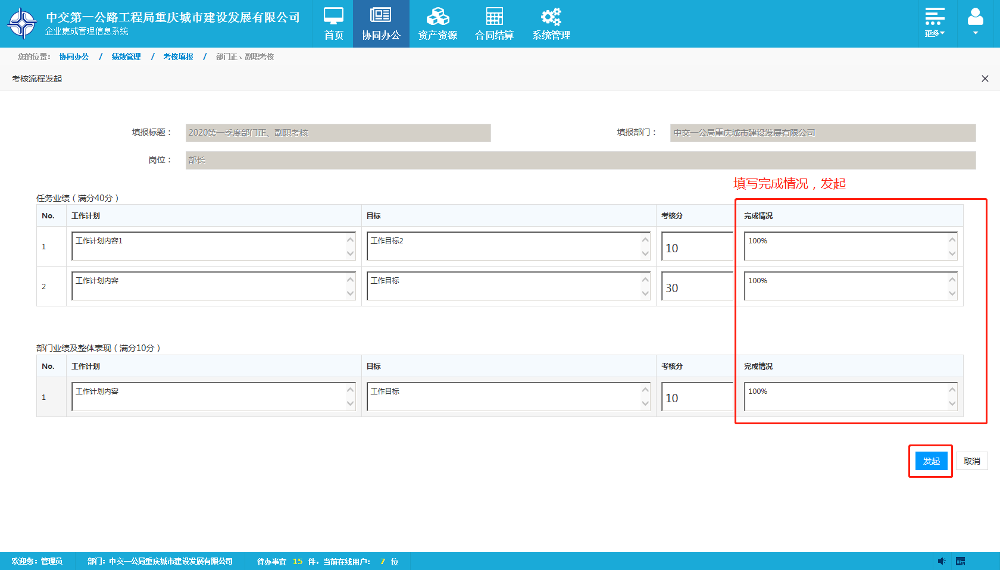 中交第一公路工程局重庆城市建设发展有限公司
企业集成管理信息系统
首页
协同办公
资产资源
合同结算
系统管理
更多
您的位置： 协同办公 / 绩效管理 / 考核填报 / 部门正、副职考核
考核流程发起
填报标题： 2020第一季度部门正、副职考核 填报部门： 中交一公局重庆城市建设发展有限公司
岗位： 部长
填写完成情况，发起
任务业绩（满分40分）
No. 工作计划 目标 考核分 完成情况
1 工作计划内容1 工作目标2 10 100%
2 工作计划内容 工作目标 30 100%
部门业绩及整体表现（满分10分）
No. 工作计划 目标 考核分 完成情况
1 工作计划内容 工作目标 10 100%
发起 取消
欢迎您：管理员 部门：中交一公局重庆城市建设发展有限公司 待办事宜 15 件，当前在线用户： 7 位